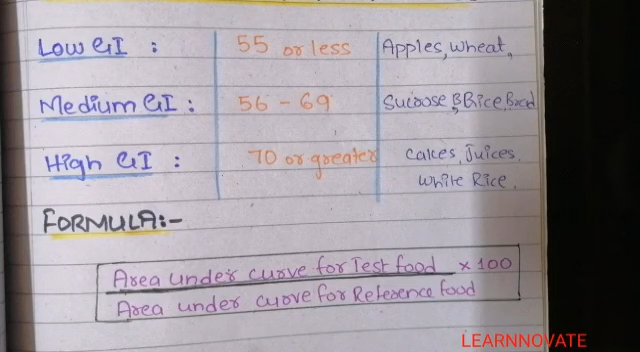 Low GI : 55 or less Apples, wheat,
Medium GI : 56 - 69 Sucrose, B Rice, Bread
High GI : 70 or greater Cakes, Juices,
White Rice.
FORMULA:-
Area under curve for Test food x 100
Area under curve for Reference food
LEARNNOVATE